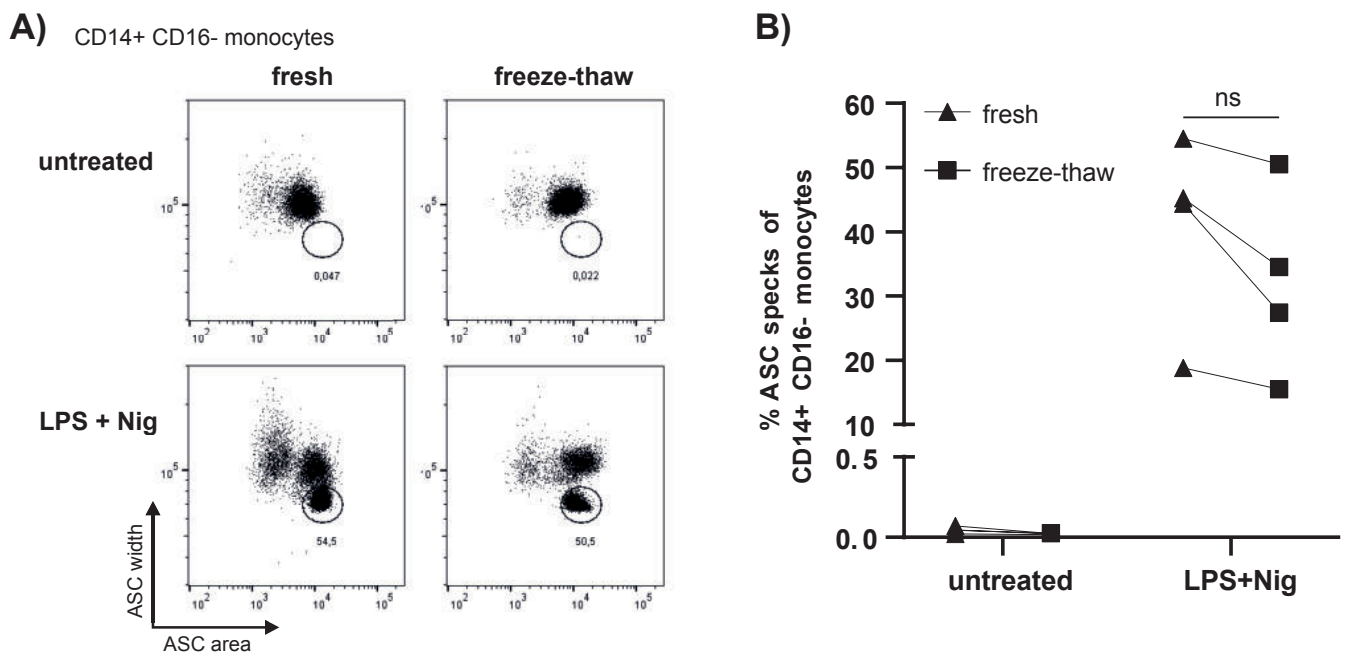 A) CD14+ CD16- monocytes
fresh freeze-thaw
untreated
10^5
0,047
10^2 10^3 10^4 10^5
0^5
0,022
10^2 10^3 10^4 10^5
LPS + Nig
10^5
54,5
10^2 10^3 10^4 10^5
0^5
50,5
10^2 10^3 10^4 10^5
ASC width
ASC area
B)
% ASC specks of
CD14+ CD16- monocytes
60
50
40
30
20
10
0.5
0.0
fresh
freeze-thaw
ns
untreated LPS+Nig